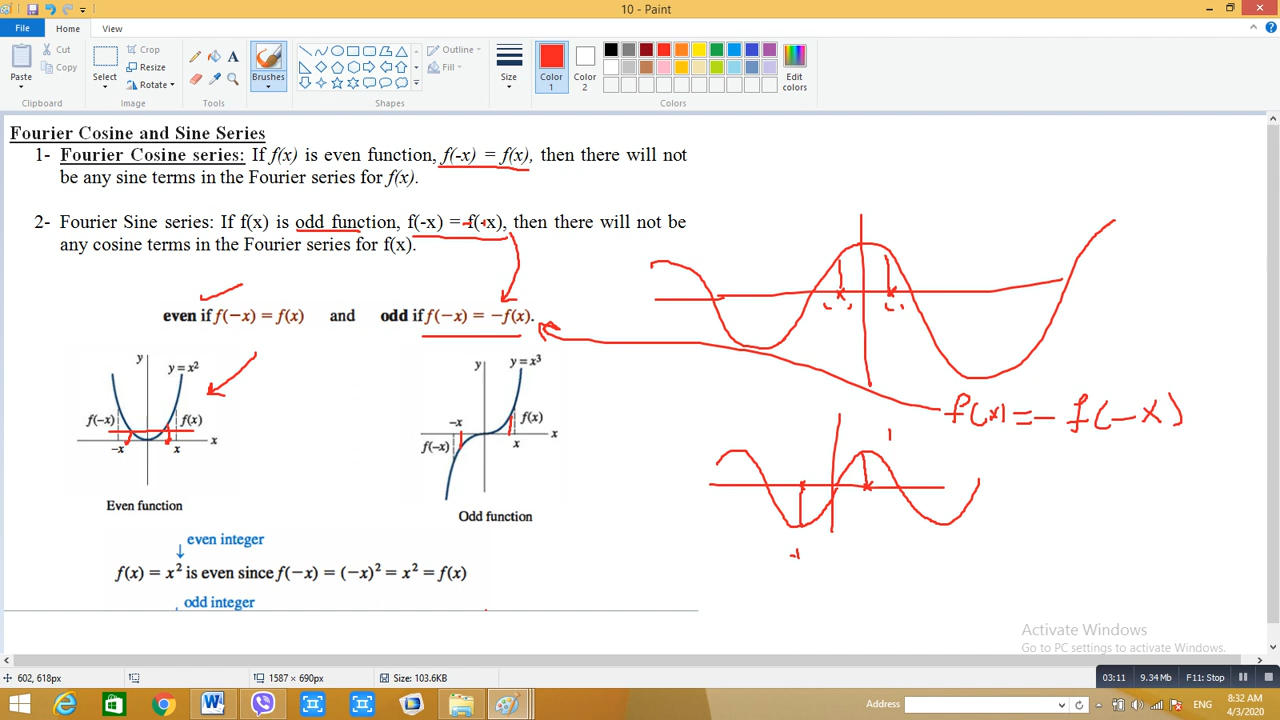 10 - Paint
File
Home
View
Paste
Cut
Copy
Clipboard
Select
Crop
Resize
Rotate
Image
A
Tools
Brushes
Outline
Fill
Shapes
Size
Color 1
Color 2
Edit colors
Colors
Fourier Cosine and Sine Series
1- Fourier Cosine series: If f(x) is even function, f(-x) = f(x), then there will not
be any sine terms in the Fourier series for f(x).
2- Fourier Sine series: If f(x) is odd function, f(-x) = -f(x), then there will not be
any cosine terms in the Fourier series for f(x).
even if f(−x) = f(x) and odd if f(−x) = −f(x).
y
y = x²
f(−x)
f(x)
−x
x
x
Even function
y
y = x³
−x
f(x)
f(−x)
x
x
Odd function
f(x) = - f(-x)
1
-1
even integer
f(x) = x² is even since f(−x) = (−x)² = x² = f(x)
odd integer
Activate Windows
Go to PC settings to activate Windows.
602, 618px
1587 × 690px
Size: 103.6KB
03:11
9.34 Mb
F11: Stop
Address
ENG
8:32 AM
4/3/2020